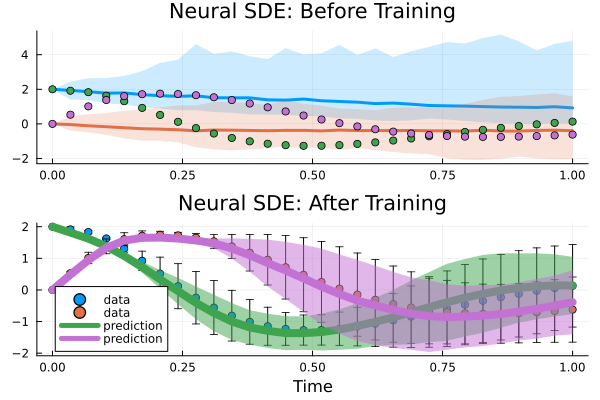 Neural SDE: Before Training
4
2
0
−2
0.00 0.25 0.50 0.75 1.00
Neural SDE: After Training
2
1
0
−1
−2
data
data
prediction
prediction
0.00 0.25 0.50 0.75 1.00
Time